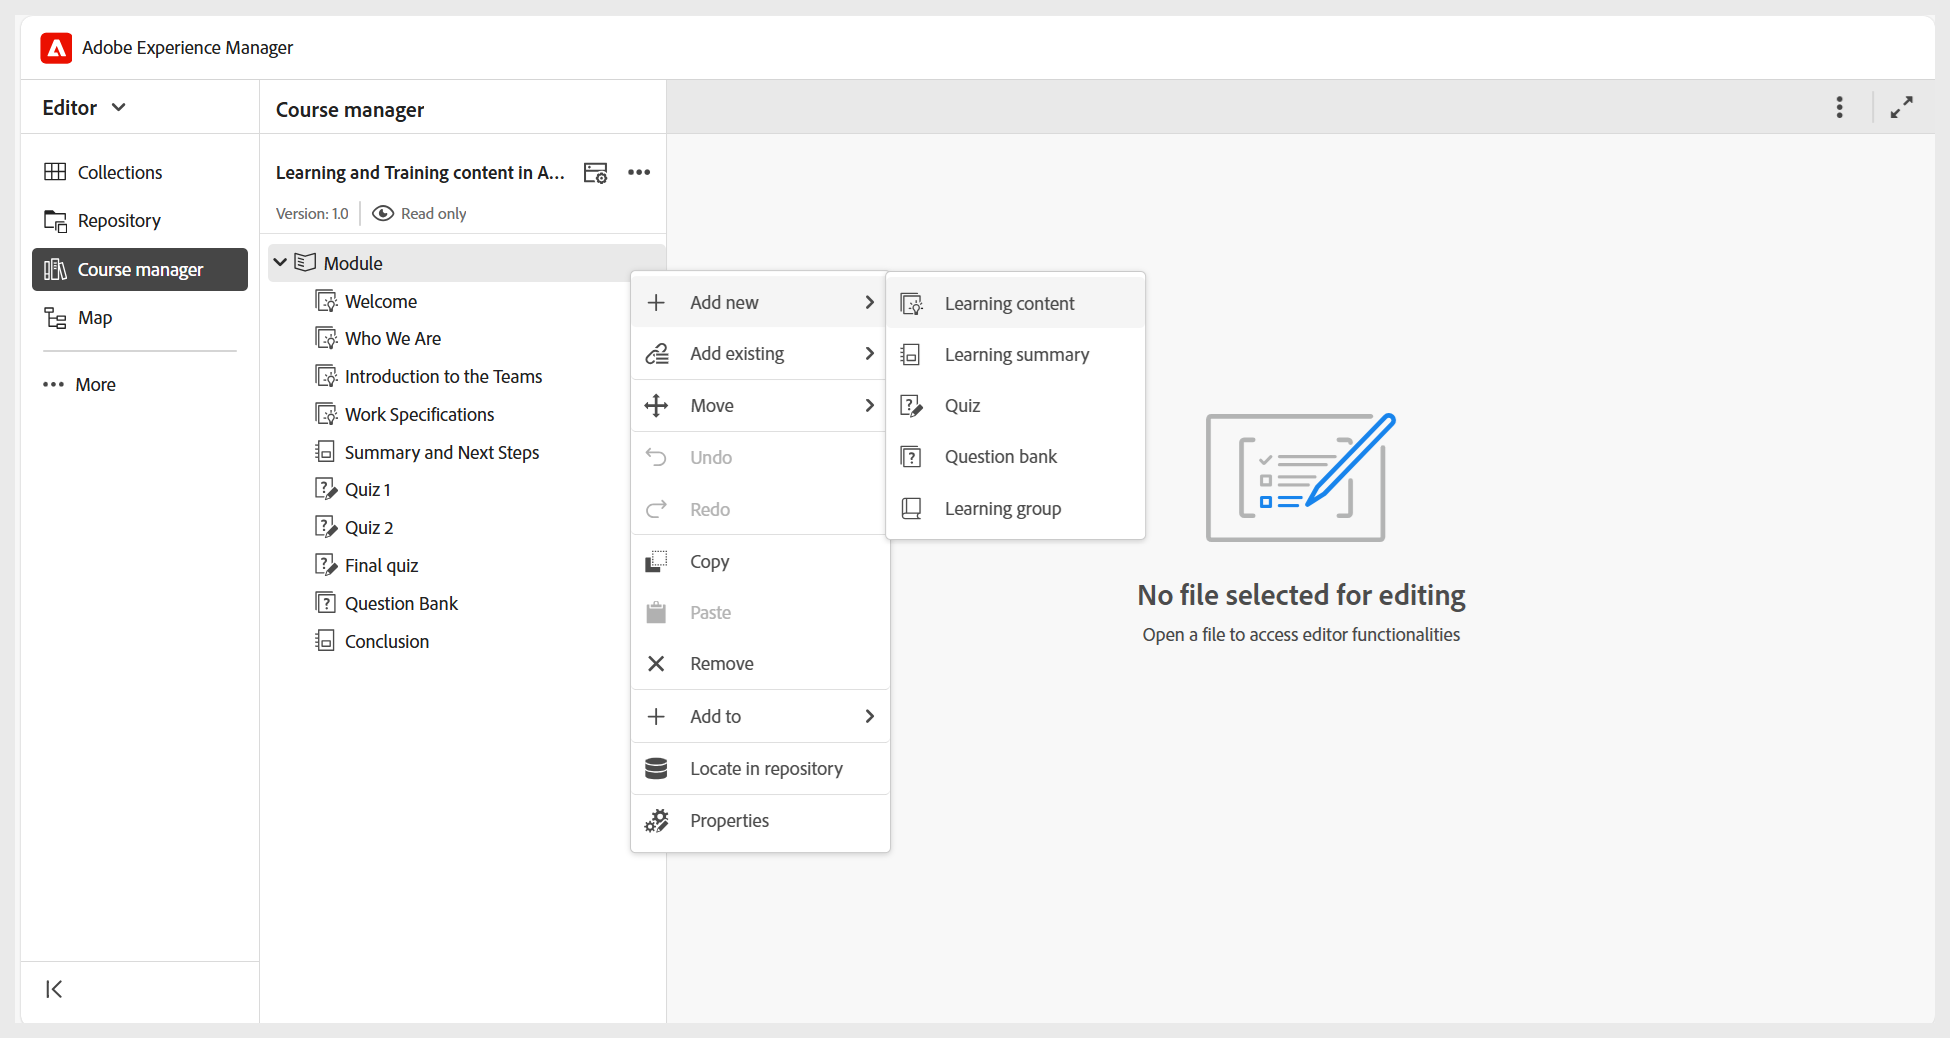 Adobe Experience Manager
Editor
Collections
Repository
Course manager
Map
More
Course manager
Learning and Training content in A...
Version: 1.0
Read only
Module
Welcome
Who We Are
Introduction to the Teams
Work Specifications
Summary and Next Steps
Quiz 1
Quiz 2
Final quiz
Question Bank
Conclusion
Add new
Add existing
Move
Undo
Redo
Copy
Paste
Remove
Add to
Locate in repository
Properties
Learning content
Learning summary
Quiz
Question bank
Learning group
No file selected for editing
Open a file to access editor functionalities